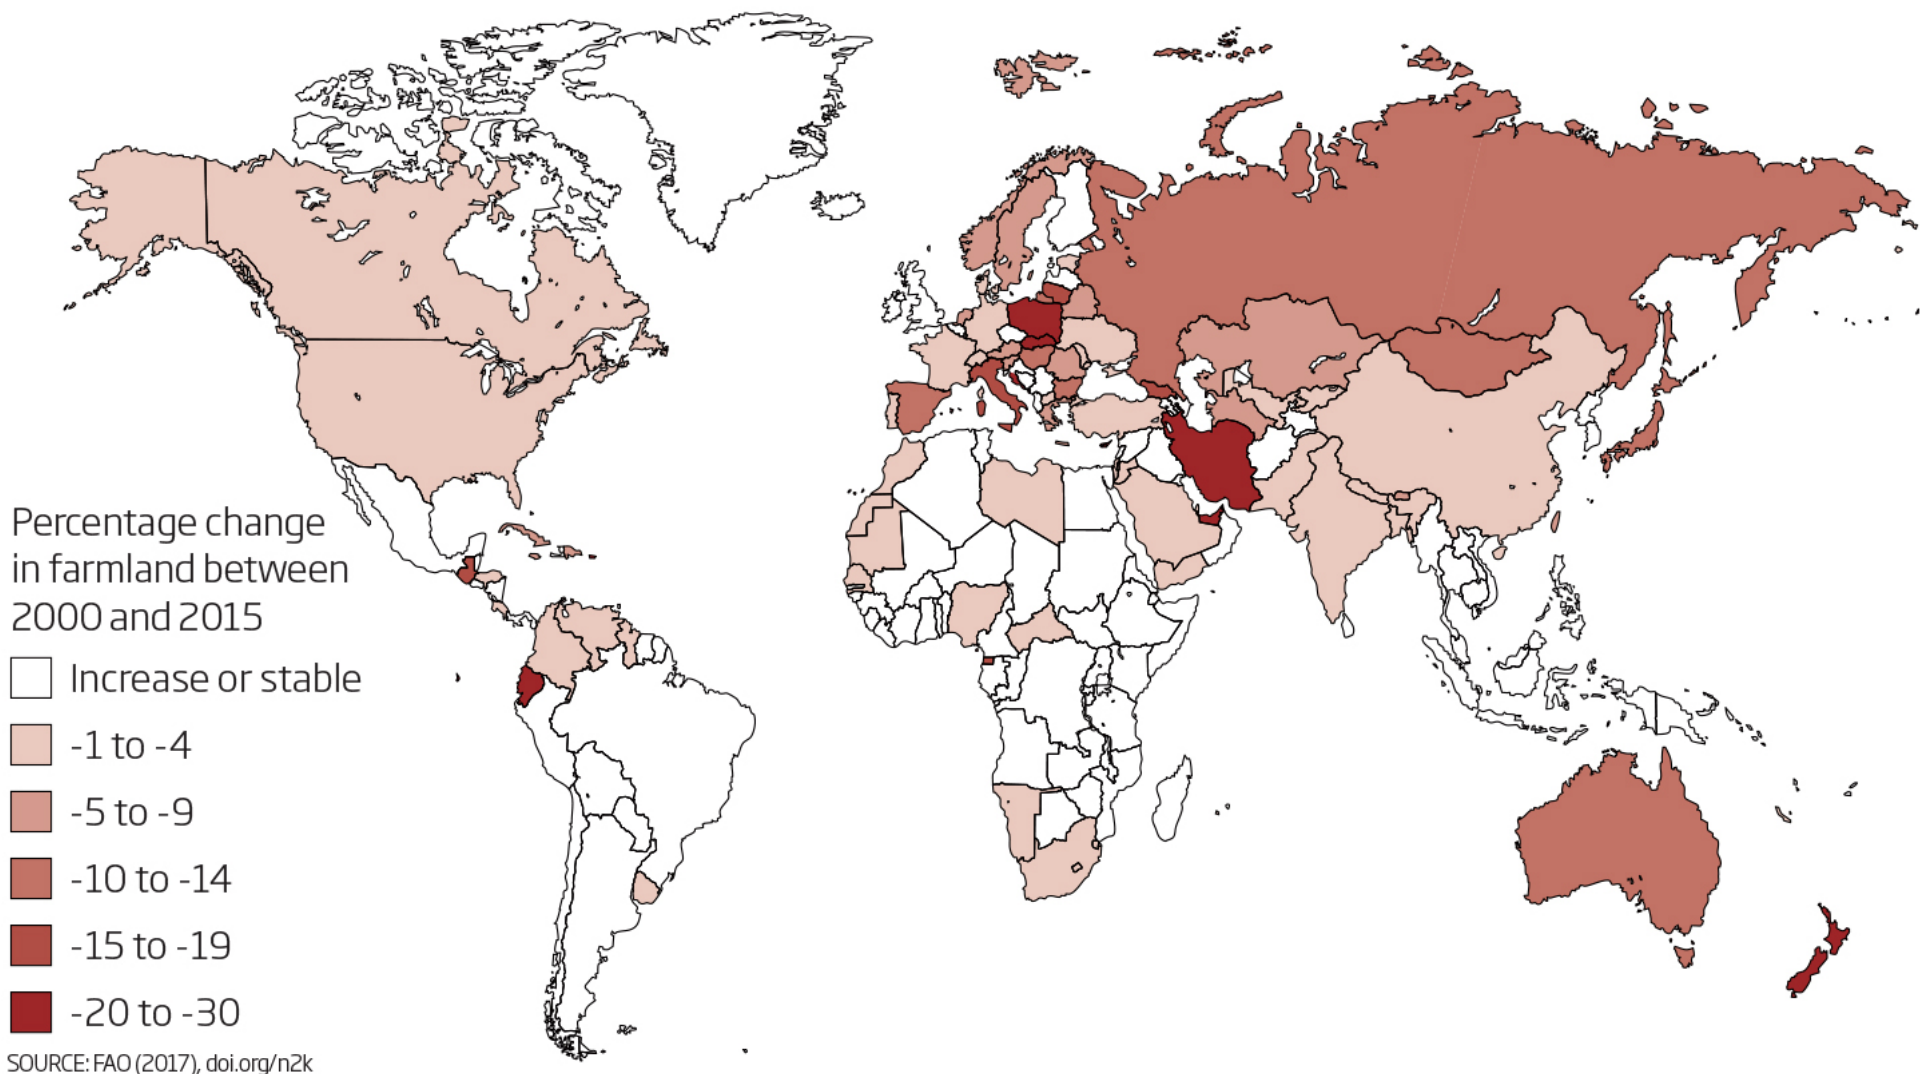 Percentage change
in farmland between
2000 and 2015
Increase or stable
-1 to -4
-5 to -9
-10 to -14
-15 to -19
-20 to -30
SOURCE: FAO (2017), doi.org/n2k